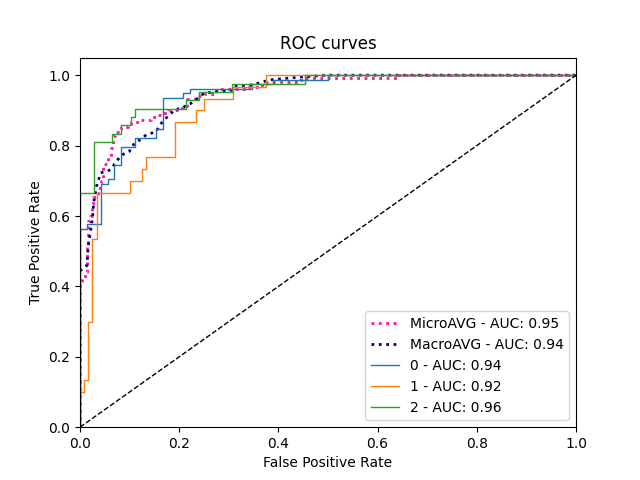 ROC curves
True Positive Rate
1.0
0.8
0.6
0.4
0.2
0.0
MicroAVG - AUC: 0.95
MacroAVG - AUC: 0.94
0 - AUC: 0.94
1 - AUC: 0.92
2 - AUC: 0.96
0.0 0.2 0.4 0.6 0.8 1.0
False Positive Rate